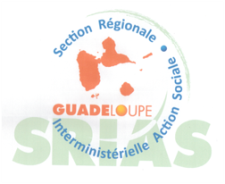 Section Régionale
Interministérielle Action Sociale
GUADELOUPE
SRIAS